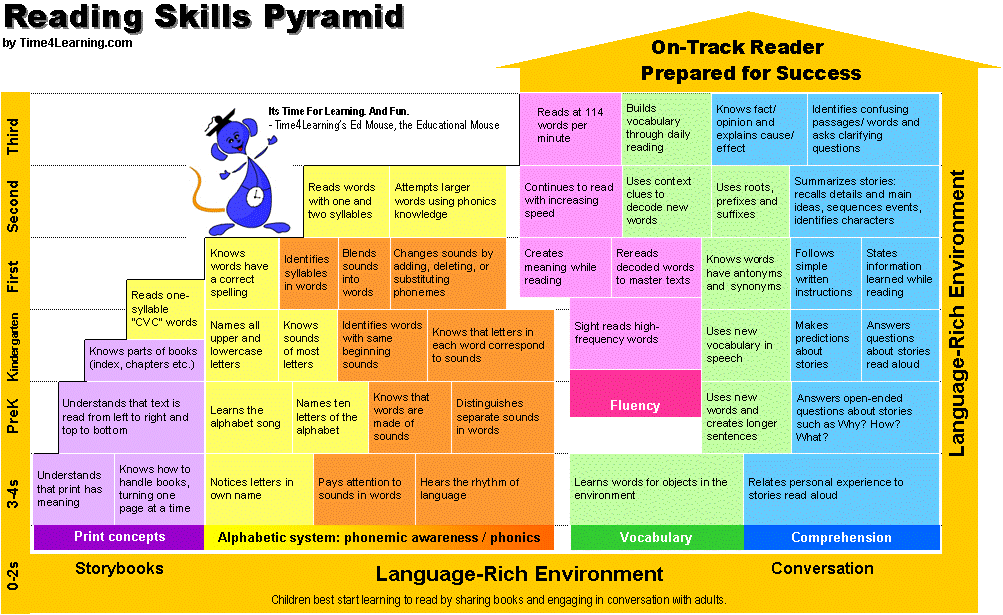 Reading Skills Pyramid
by Time4Learning.com
On-Track Reader
Prepared for Success
Its Time For Learning. And Fun.
- Time4Learning's Ed Mouse, the Educational Mouse
Third
Reads at 114
words per
minute
Builds
vocabulary
through daily
reading
Knows fact/
opinion and
explains cause/
effect
Identifies confusing
passages/ words and
asks clarifying
questions
Second
Reads words
with one and
two syllables
Attempts larger
words using phonics
knowledge
Continues to read
with increasing
speed
Uses context
clues to decode
new words
Uses roots,
prefixes and
suffixes
Summarizes stories:
recalls details and main
ideas, sequences events,
identifies characters
First
Reads one-
syllable
"CVC" words
Knows
words have
a correct
spelling
Identifies
syllables
in words
Blends
sounds
into
words
Changes sounds by
adding, deleting, or
substituting
phonemes
Creates
meaning while
reading
Rereads
decoded words
to master texts
Knows words
have antonyms
and synonyms
Follows
simple
written
instructions
States
information
learned while
reading
Kindergarten
Knows parts of books
(index, chapters etc.)
Names all
upper and
lowercase
letters
Knows
sounds
of most
letters
Identifies words
with same
beginning
sounds
Knows that letters in
each word correspond
to sounds
Sight reads high-
frequency words
Uses new
vocabulary in
speech
Makes
predictions
about
stories
Answers
questions
about stories
read aloud
PreK
Understands that text is
read from left to right and
top to bottom
Learns the
alphabet song
Names ten
letters of the
alphabet
Knows that
words are
made of
sounds
Distinguishes
separate sounds
in words
Fluency
Uses new
words and
creates longer
sentences
Answers open-ended
questions about stories
such as Why? How?
What?
3-4s
Understands
that print has
meaning
Knows how to
handle books,
turning one
page at a time
Notices letters in
own name
Pays attention to
sounds in words
Hears the rhythm of
language
Learns words for objects in the
environment
Relates personal experience to
stories read aloud
Print concepts
Alphabetic system: phonemic awareness / phonics
Vocabulary
Comprehension
0-2s
Storybooks
Language-Rich Environment
Conversation
Children best start learning to read by sharing books and engaging in conversation with adults.
Language-Rich Environment